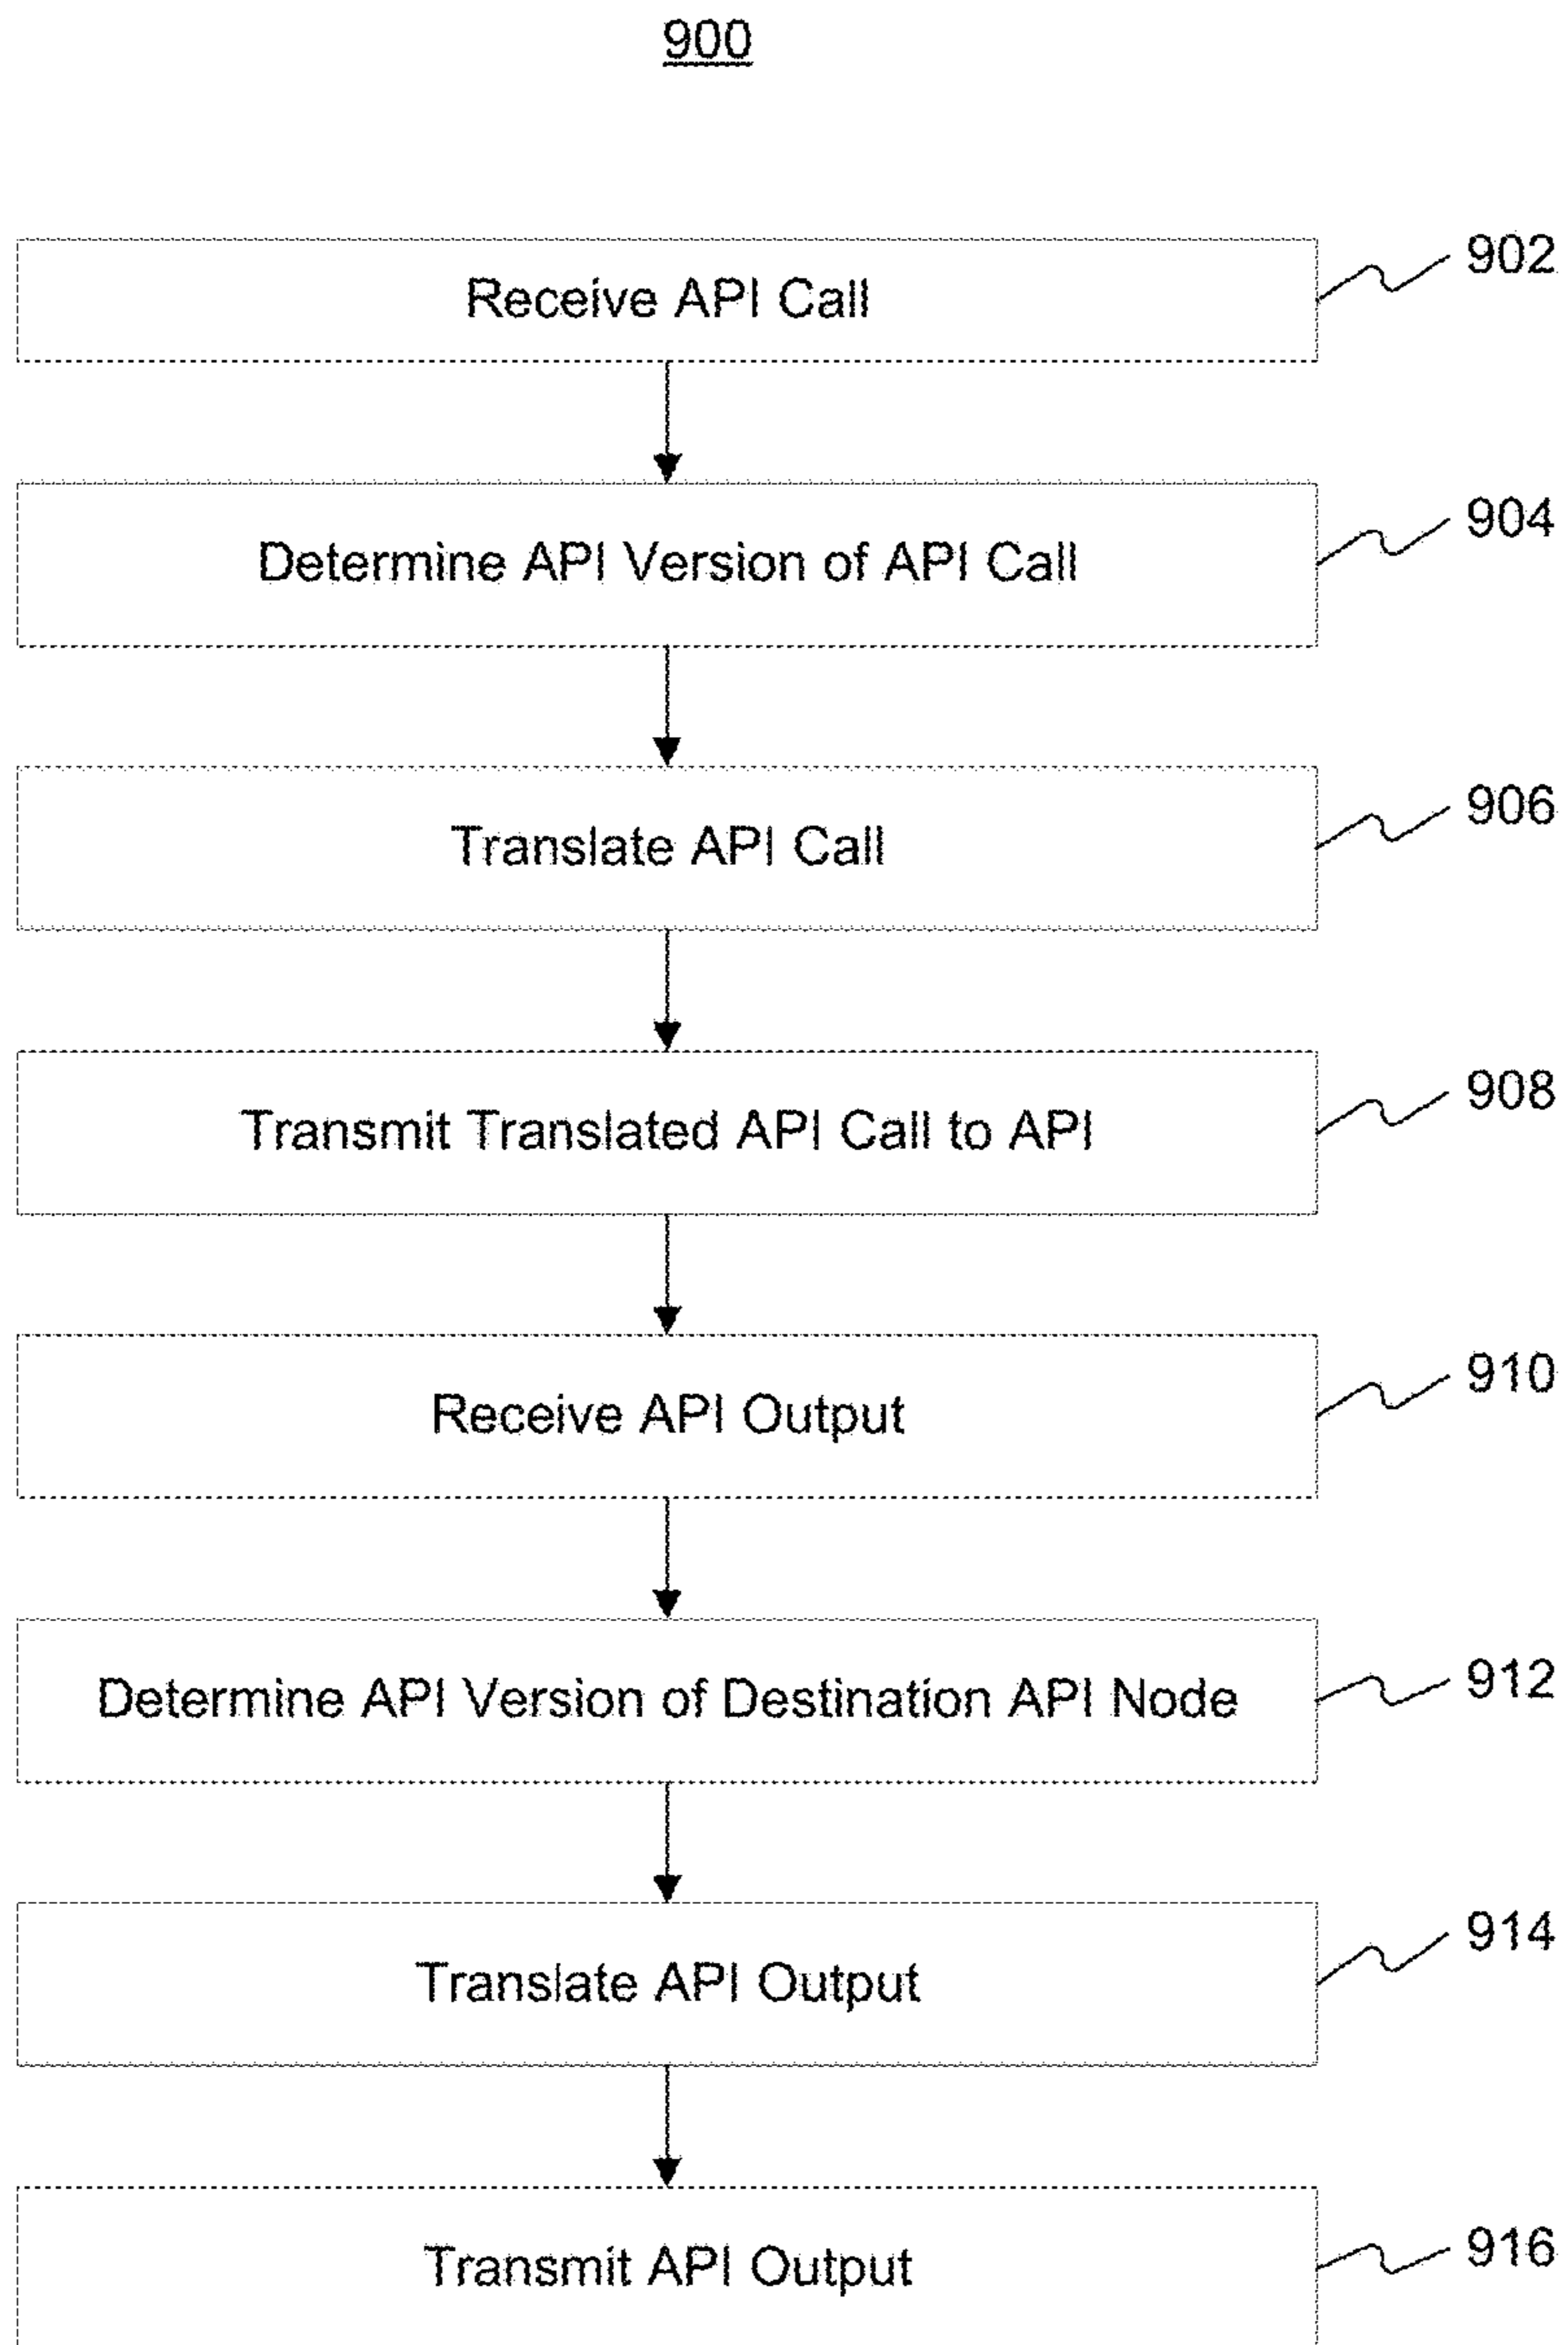 900
Receive API Call
902
Determine API Version of API Call
904
Translate API Call
906
Transmit Translated API Call to API
908
Receive API Output
910
Determine API Version of Destination API Node
912
Translate API Output
914
Transmit API Output
916